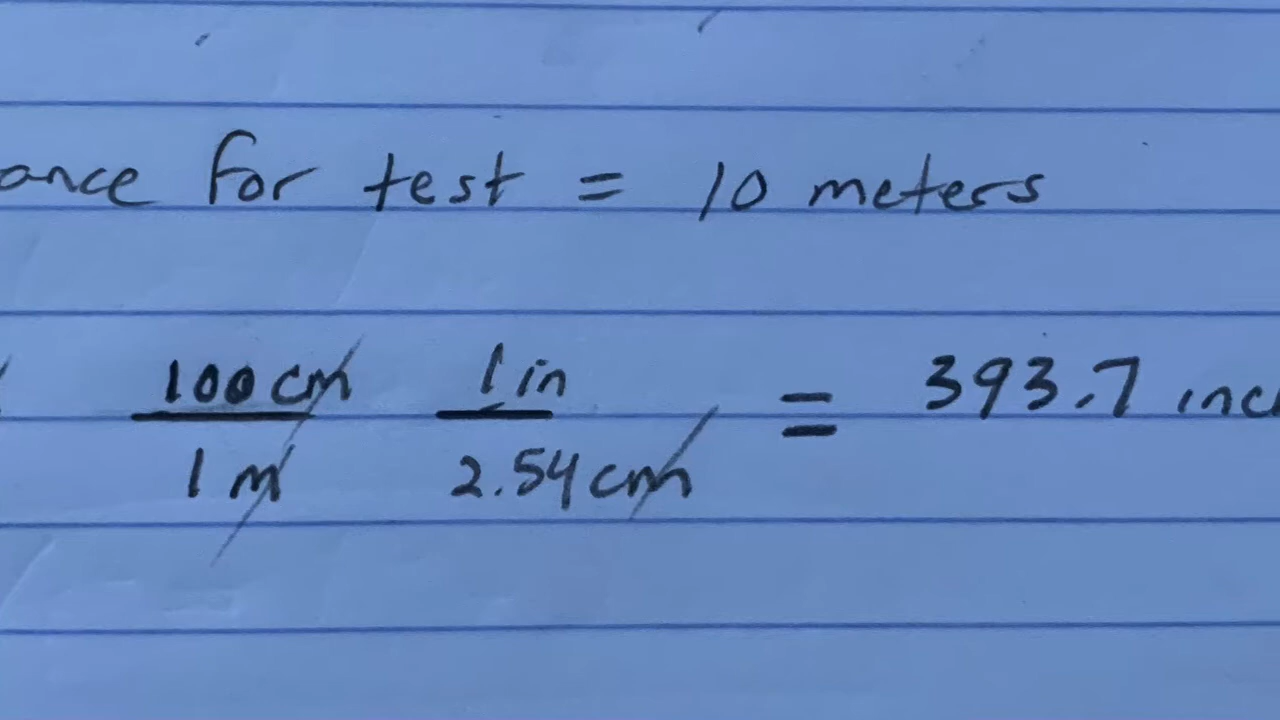 ance for test = 10 meters
100 cm 1 in = 393.7 inc
1 m 2.54 cm